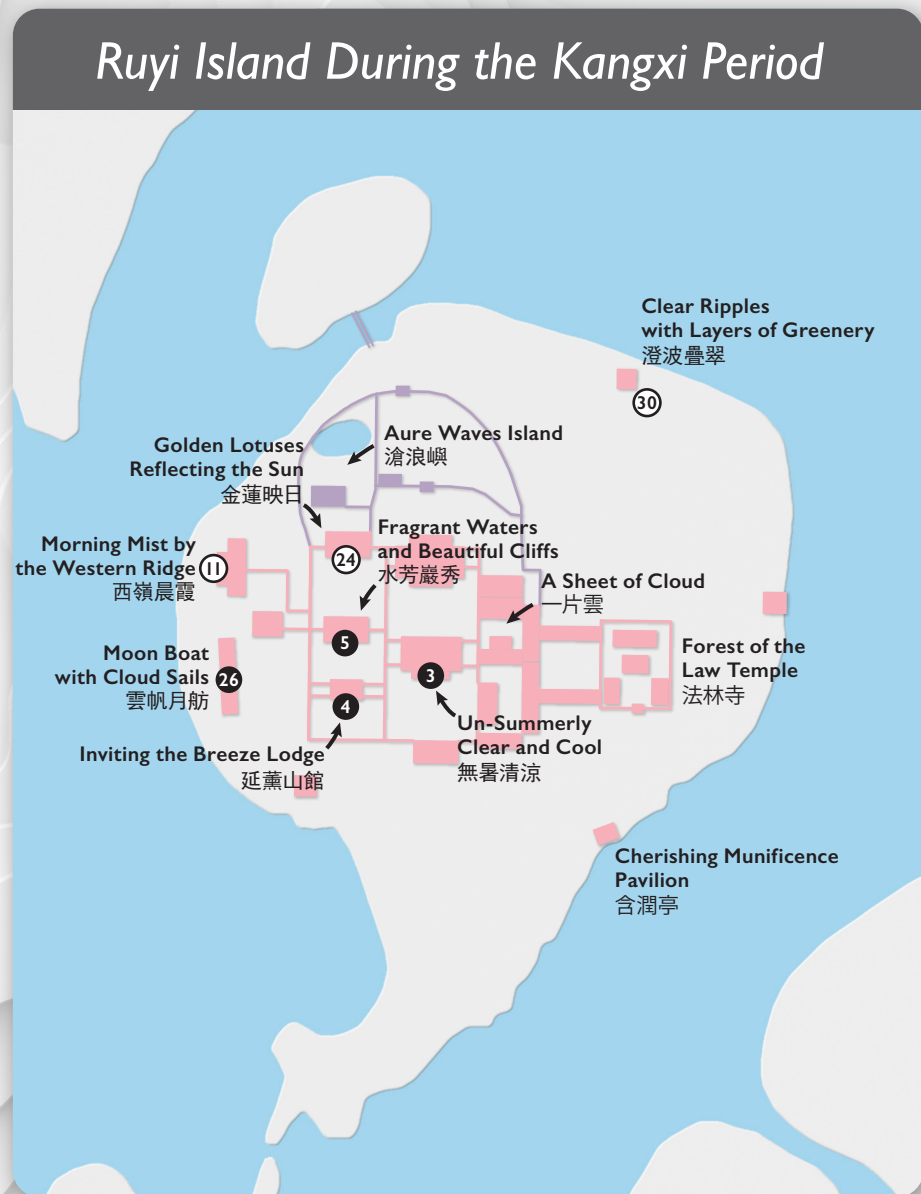 Ruyi Island During the Kangxi Period
Clear Ripples
with Layers of Greenery
澄波疊翠
30
Aure Waves Island
滄浪嶼
Golden Lotuses
Reflecting the Sun
金蓮映日
24
Fragrant Waters
and Beautiful Cliffs
水芳巖秀
5
Morning Mist by
the Western Ridge
西嶺晨霞
11
A Sheet of Cloud
一片雲
Forest of the
Law Temple
法林寺
Moon Boat
with Cloud Sails
雲帆月舫
26
3
Un-Summerly
Clear and Cool
無暑清涼
4
Inviting the Breeze Lodge
延薰山館
Cherishing Munificence
Pavilion
含潤亭